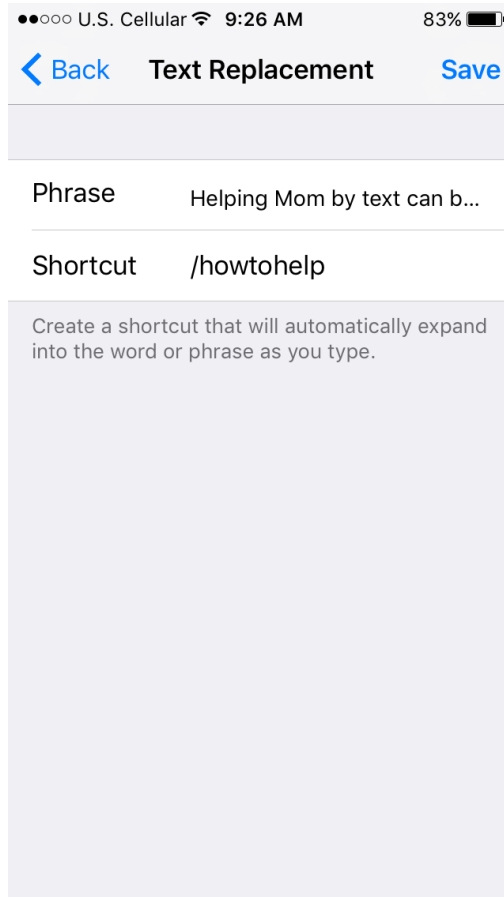 U.S. Cellular 9:26 AM 83%
Back Text Replacement Save
Phrase Helping Mom by text can b...
Shortcut /howtohelp
Create a shortcut that will automatically expand
into the word or phrase as you type.